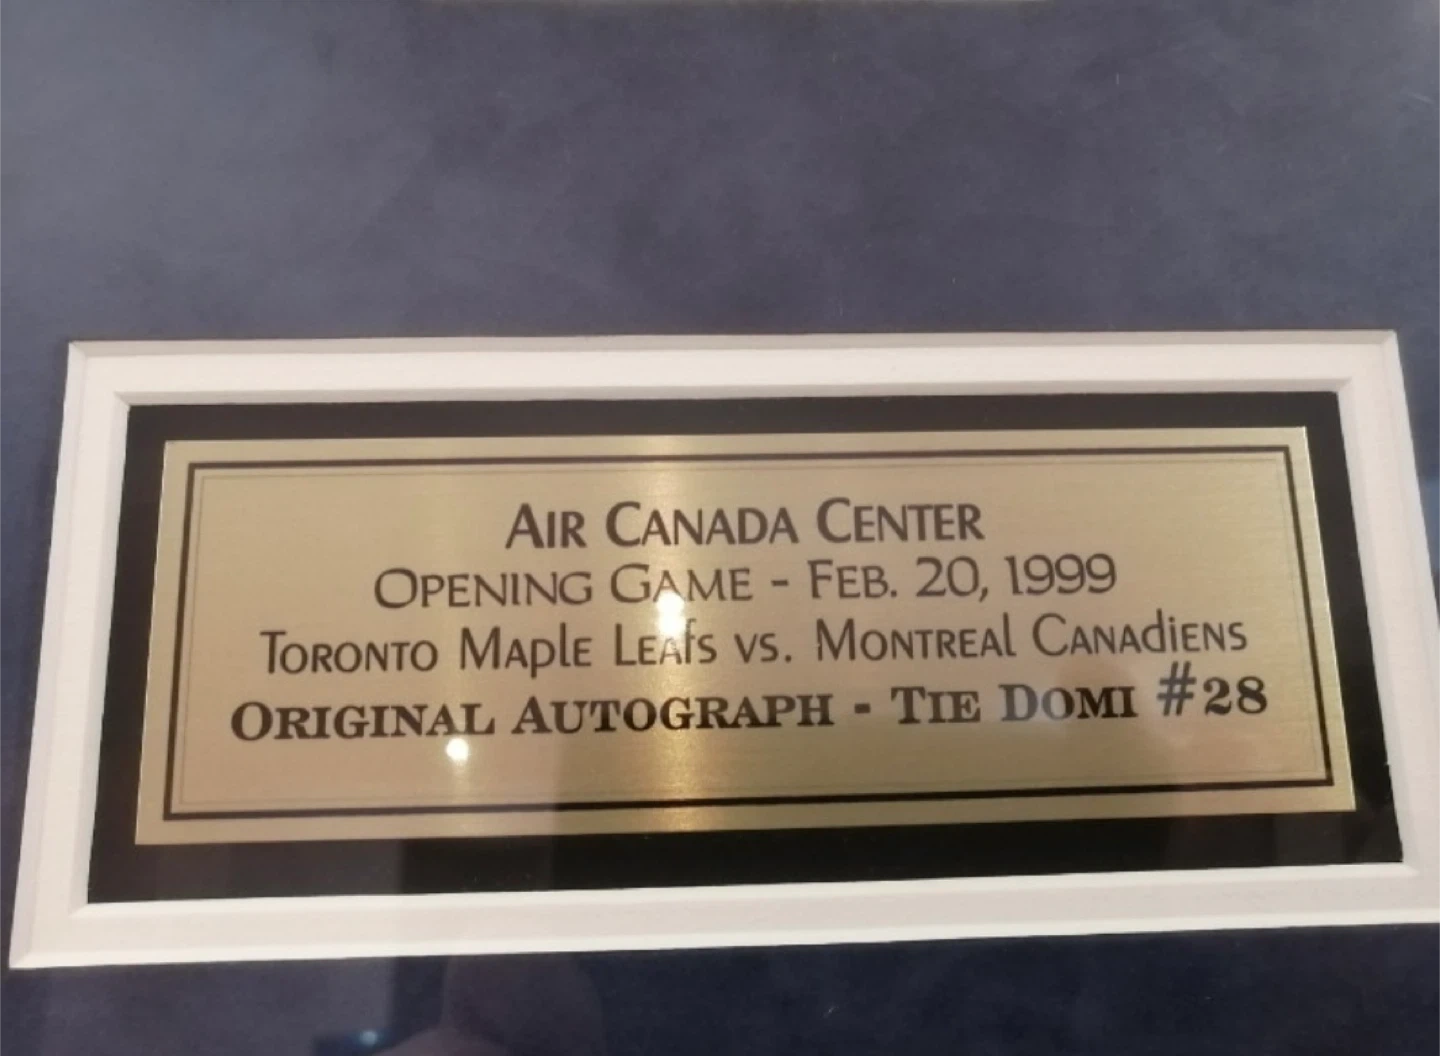 AIR CANADA CENTER
OPENING GAME - FEB. 20, 1999
TORONTO MAPLE LEAFS VS. MONTREAL CANADIENS
ORIGINAL AUTOGRAPH - TIE DOMI #28